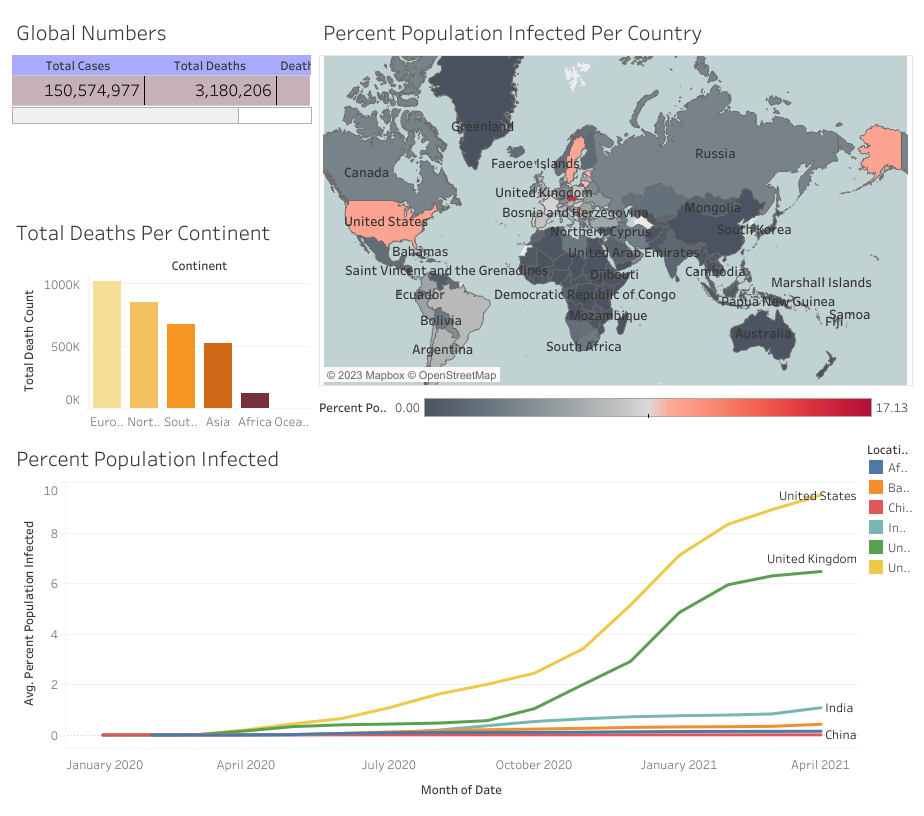 Global Numbers
Total Cases Total Deaths Death
150,574,977 3,180,206
Percent Population Infected Per Country
Greenland
Faeroe Islands
Russia
Canada
United Kingdom
Mongolia
Bosnia and Herzegovina
United States
South Korea
Northern Cyprus
Bahamas
United Arab Emirates
Saint Vincent and the Grenadines
Djibouti
Cambodia
Marshall Islands
Ecuador
Democratic Republic of Congo
Papua New Guinea
Samoa
Fiji
Bolivia
Mozambique
Australia
Argentina
South Africa
© 2023 Mapbox © OpenStreetMap
Percent Po.. 0.00 17.13
Total Deaths Per Continent
Continent
Total Death Count
1000K
500K
0K
Euro.. Nort.. Sout.. Asia Africa Ocea..
Percent Population Infected
Avg. Percent Population Infected
10
8
6
4
2
0
United States
United Kingdom
India
China
January 2020 April 2020 July 2020 October 2020 January 2021 April 2021
Month of Date
Locati..
Af..
Ba..
Chi..
In..
Un..
Un..